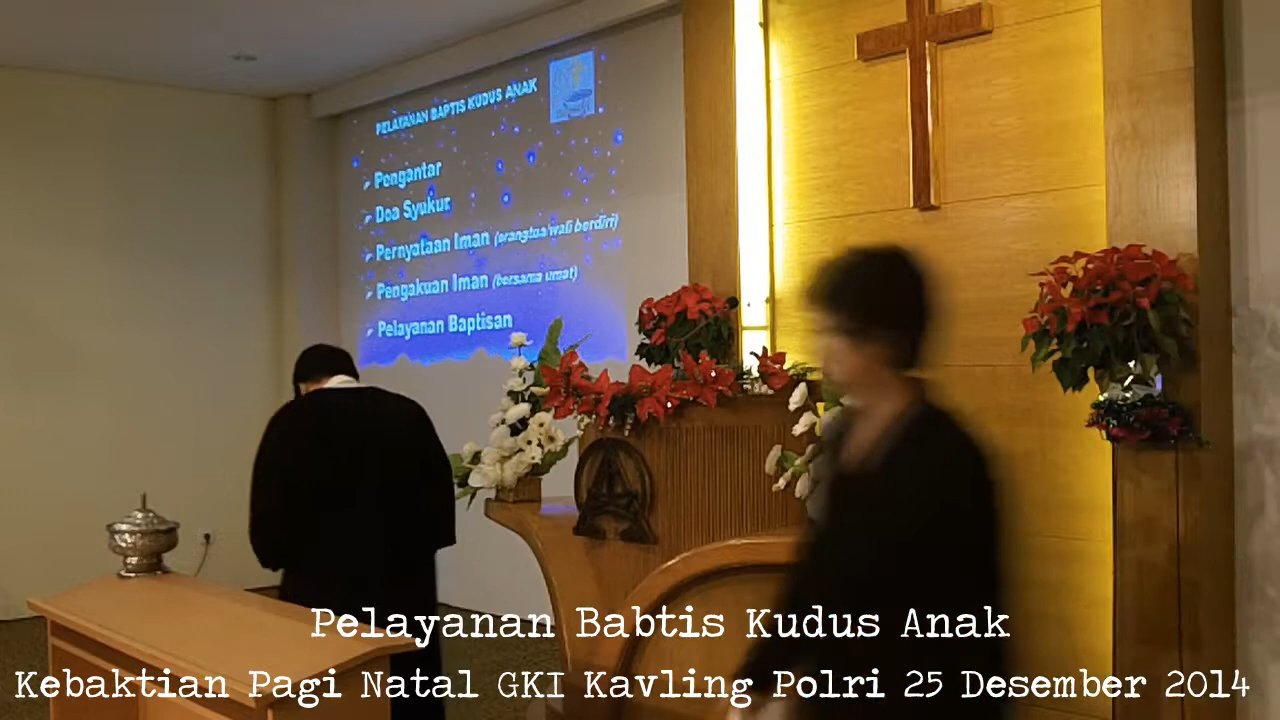 PELAYANAN BAPTIS KUDUS ANAK
Pengantar
Doa Syukur
Pernyataan Iman (orangtua/wali berdiri)
Pengakuan Iman (bersama umat)
Pelayanan Baptisan
Pelayanan Babtis Kudus Anak
Kebaktian Pagi Natal GKI Kavling Polri 25 Desember 2014